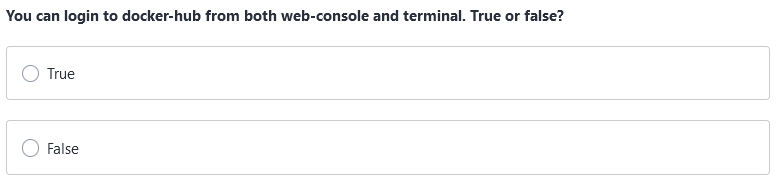 You can login to docker-hub from both web-console and terminal. True or false?
True
False